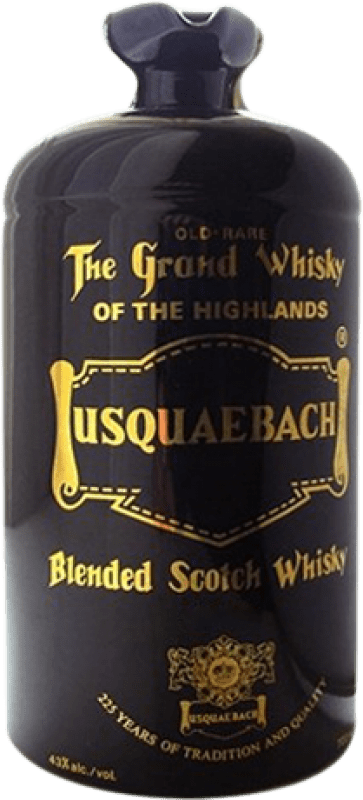 OLD-RARE
The Grand Whisky
OF THE HIGHLANDS
®
USQUAEBACH
Blended Scotch Whisky
USQUAEBACH
225 YEARS OF TRADITION AND QUALITY
43% alc./vol.